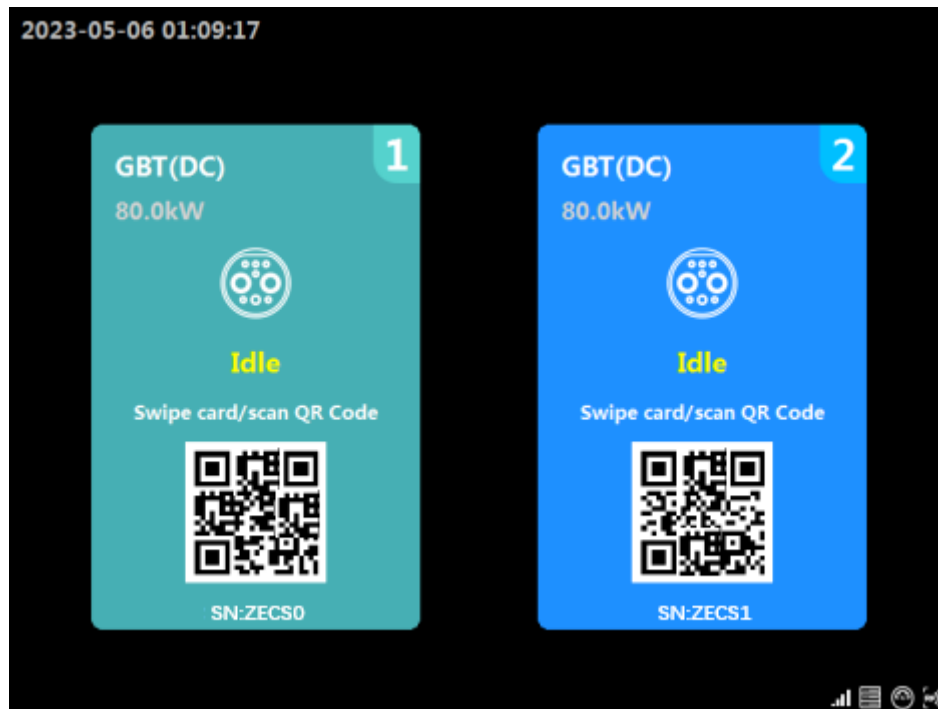 2023-05-06 01:09:17
1
GBT(DC)
80.0kW
Idle
Swipe card/scan QR Code
SN:ZECS0
2
GBT(DC)
80.0kW
Idle
Swipe card/scan QR Code
SN:ZECS1